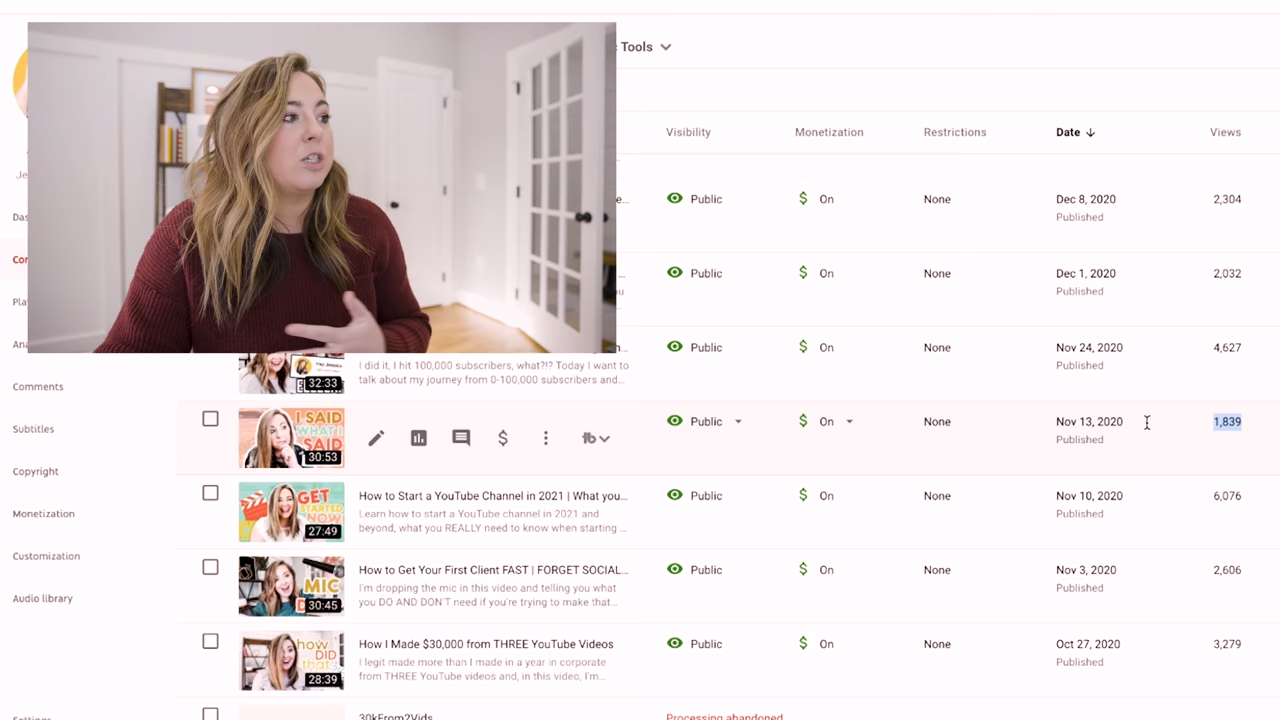 Tools
Visibility Monetization Restrictions Date Views
Public On None Dec 8, 2020 2,304
Published
Public On None Dec 1, 2020 2,032
Published
Public On None Nov 24, 2020 4,627
I did it, I hit 100,000 subscribers, what?!? Today I want
Published
talk about my journey from 0-100,000 subscribers and...
32:33
Comments
Subtitles
Copyright
Monetization
Customization
Audio library
I SAID
WHAT I
SAID
30:53
Public On None Nov 13, 2020 1,839
Published
GET
STARTED
NOW
27:49
How to Start a YouTube Channel in 2021 | What you...
Learn how to start a YouTube channel in 2021 and
beyond, what you REALLY need to know when starting ...
Public On None Nov 10, 2020 6,076
Published
MIC
30:45
How to Get Your First Client FAST | FORGET SOCIAL...
I'm dropping the mic in this video and telling you what
you DO AND DON'T need if you're trying to make that...
Public On None Nov 3, 2020 2,606
Published
how
DID
that
28:39
How I Made $30,000 from THREE YouTube Videos
I legit made more than I made in a year in corporate
from THREE YouTube videos and, in this video, I'm...
Public On None Oct 27, 2020 3,279
Published
30kFrom2Vids
Processing abandoned